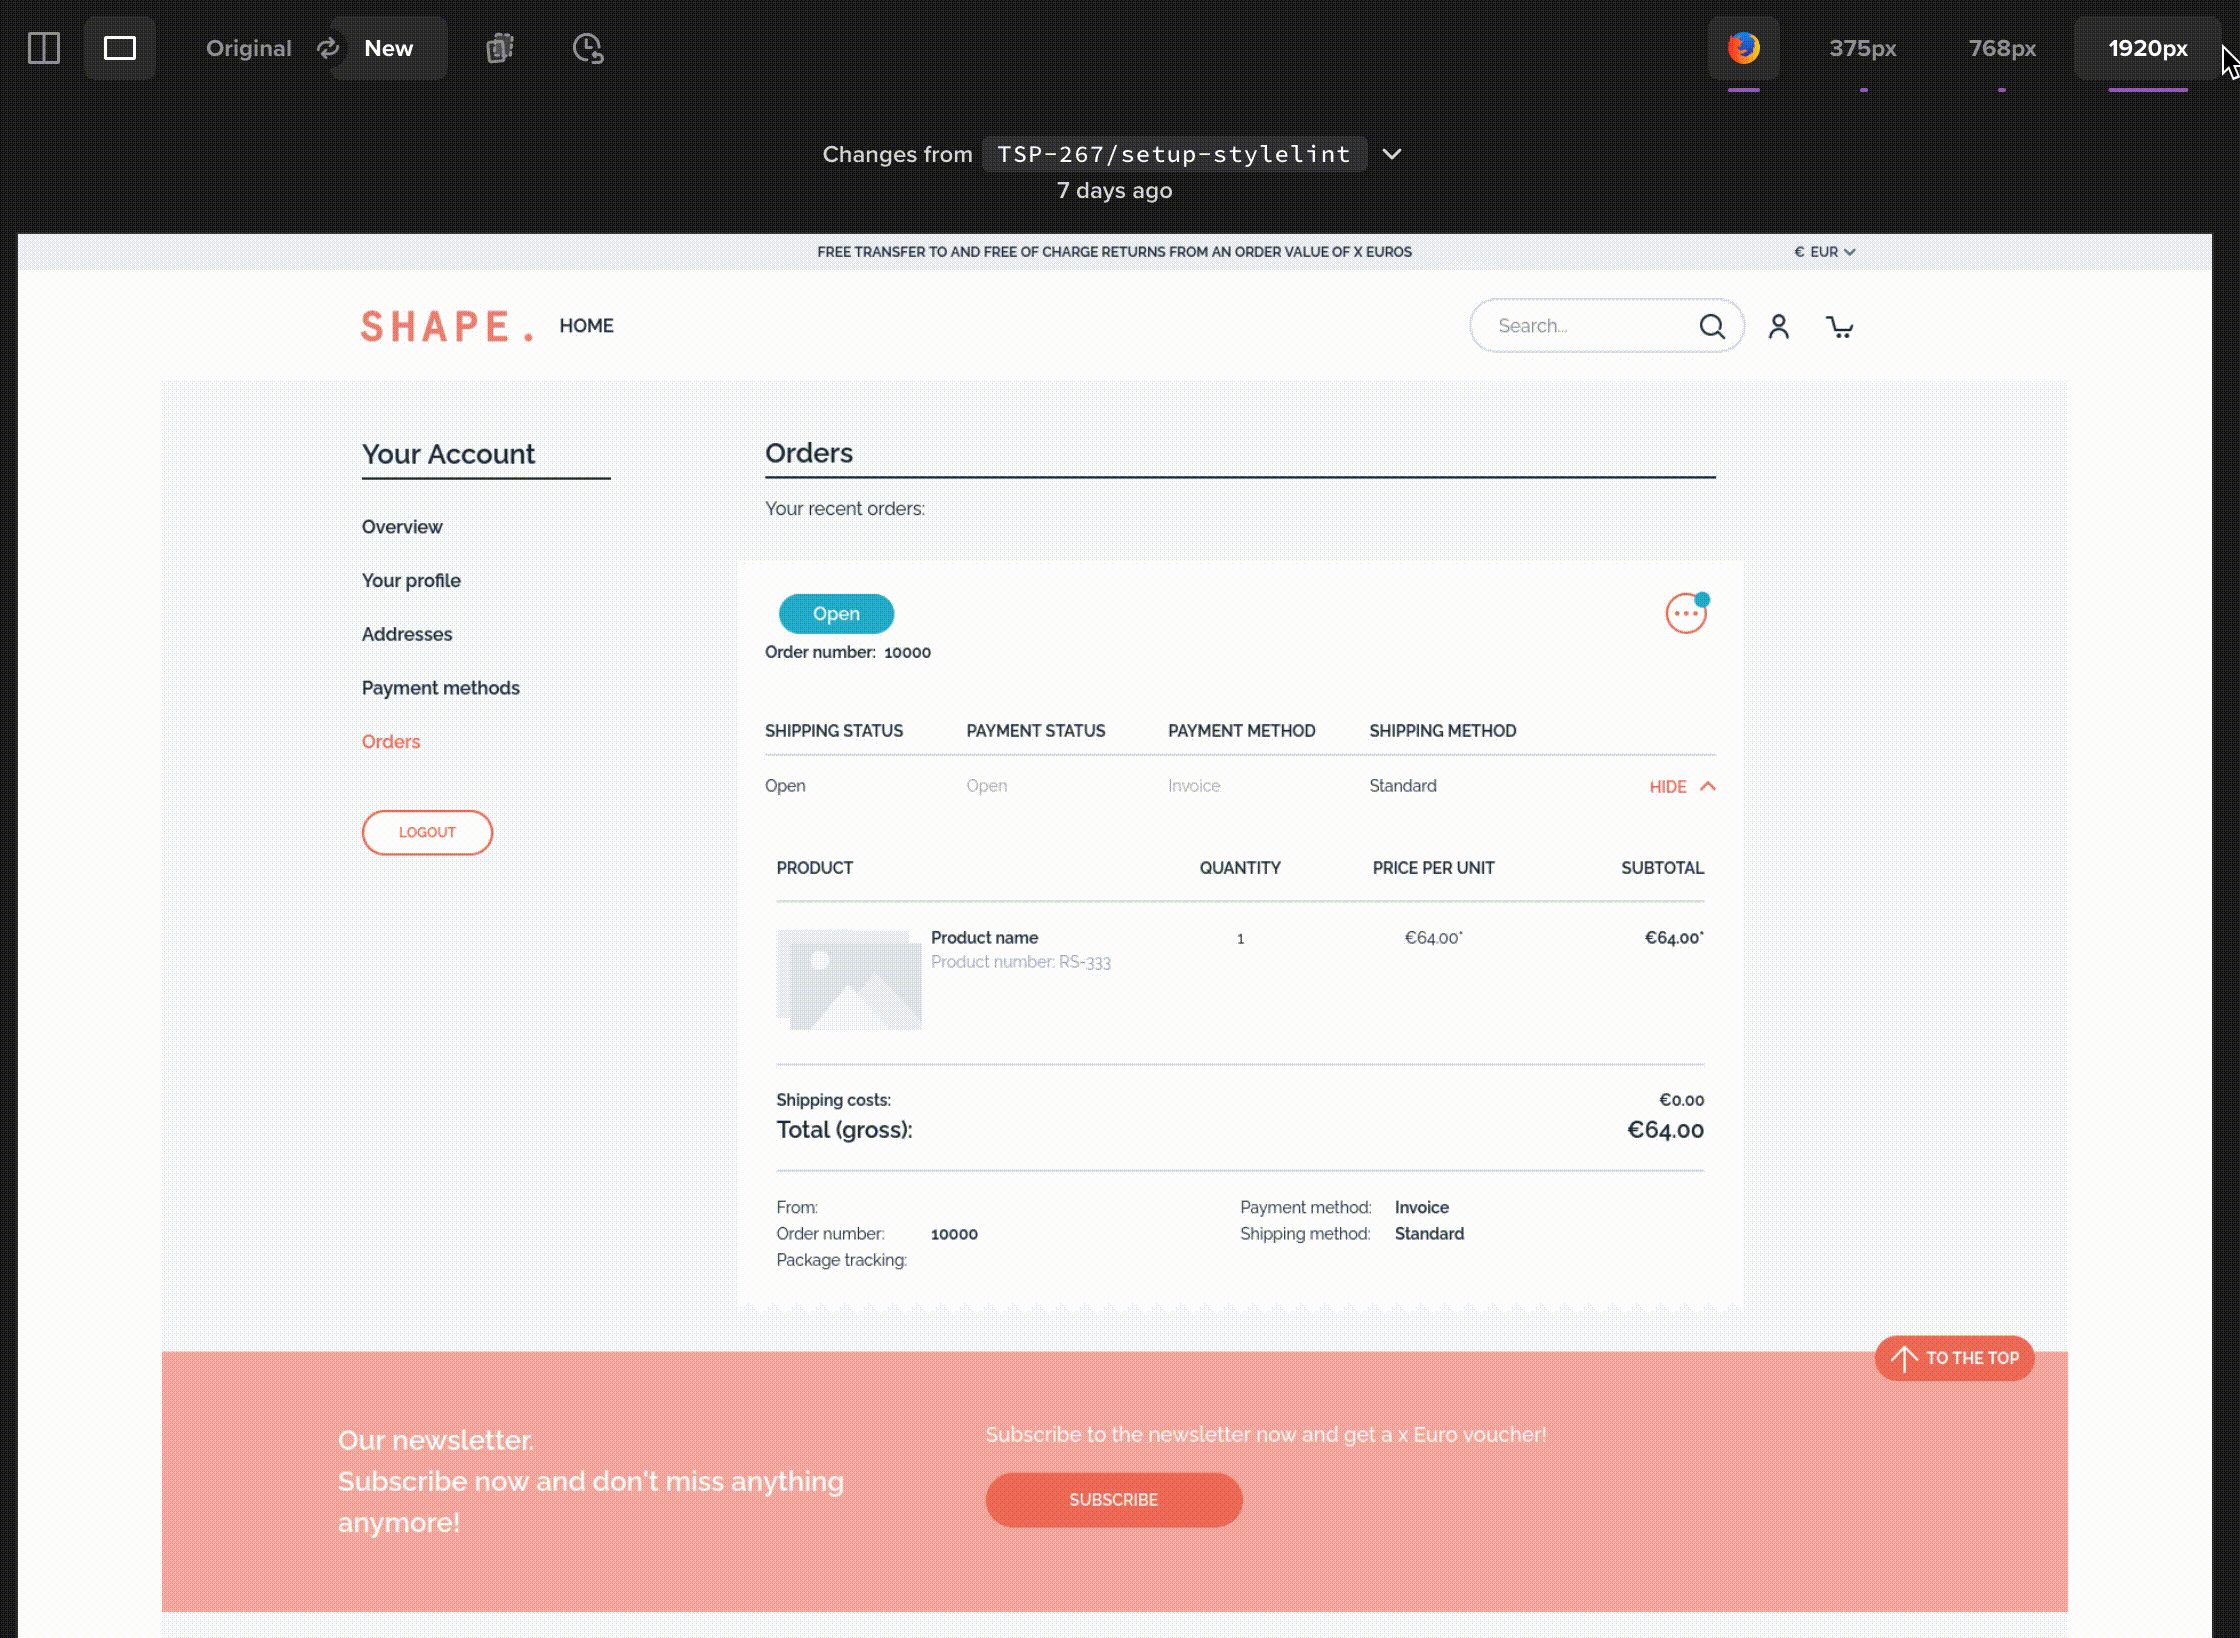 Original New 375px 768px 1920px
Changes from TSP-267/setup-stylelint
7 days ago
FREE TRANSFER TO AND FREE OF CHARGE RETURNS FROM AN ORDER VALUE OF X EUROS € EUR
SHAPE. HOME Search...
Your Account
Overview
Your profile
Addresses
Payment methods
Orders
LOGOUT
Orders
Your recent orders:
Open
Order number: 10000
SHIPPING STATUS PAYMENT STATUS PAYMENT METHOD SHIPPING METHOD
Open Open Invoice Standard HIDE
PRODUCT QUANTITY PRICE PER UNIT SUBTOTAL
Product name 1 €64.00* €64.00*
Product number: RS-333
Shipping costs: €0.00
Total (gross): €64.00
From: Payment method: Invoice
Order number: 10000 Shipping method: Standard
Package tracking:
TO THE TOP
Our newsletter.
Subscribe now and don't miss anything
anymore!
Subscribe to the newsletter now and get a x Euro voucher!
SUBSCRIBE